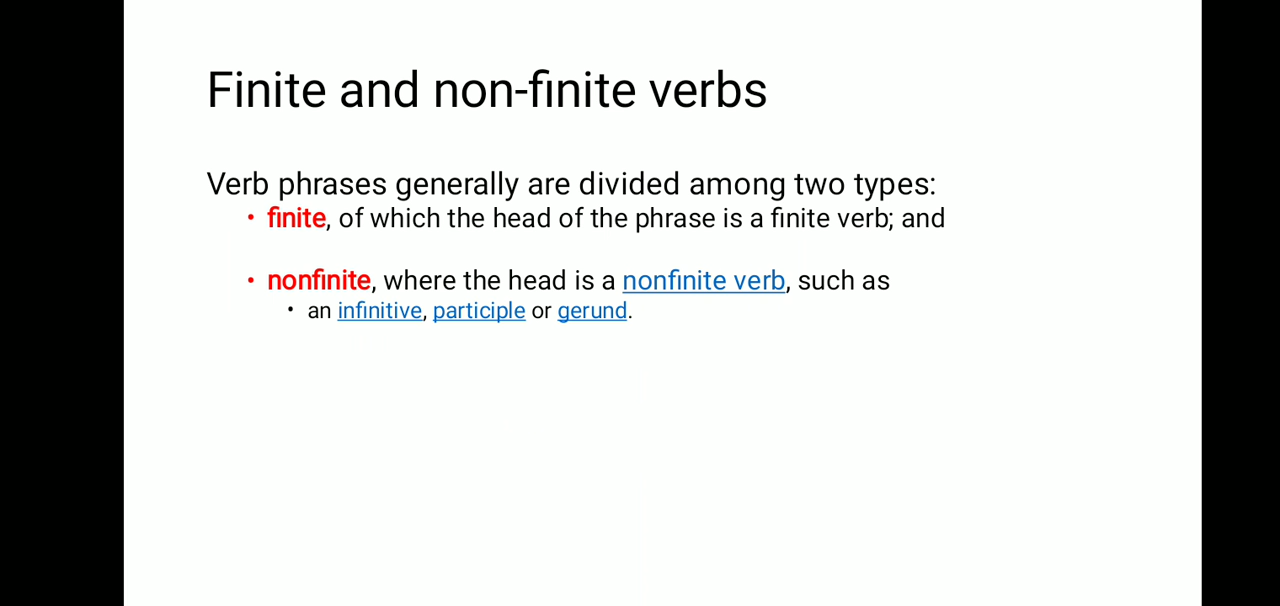 Finite and non-finite verbs
Verb phrases generally are divided among two types:
• finite, of which the head of the phrase is a finite verb; and
• nonfinite, where the head is a nonfinite verb, such as
• an infinitive, participle or gerund.